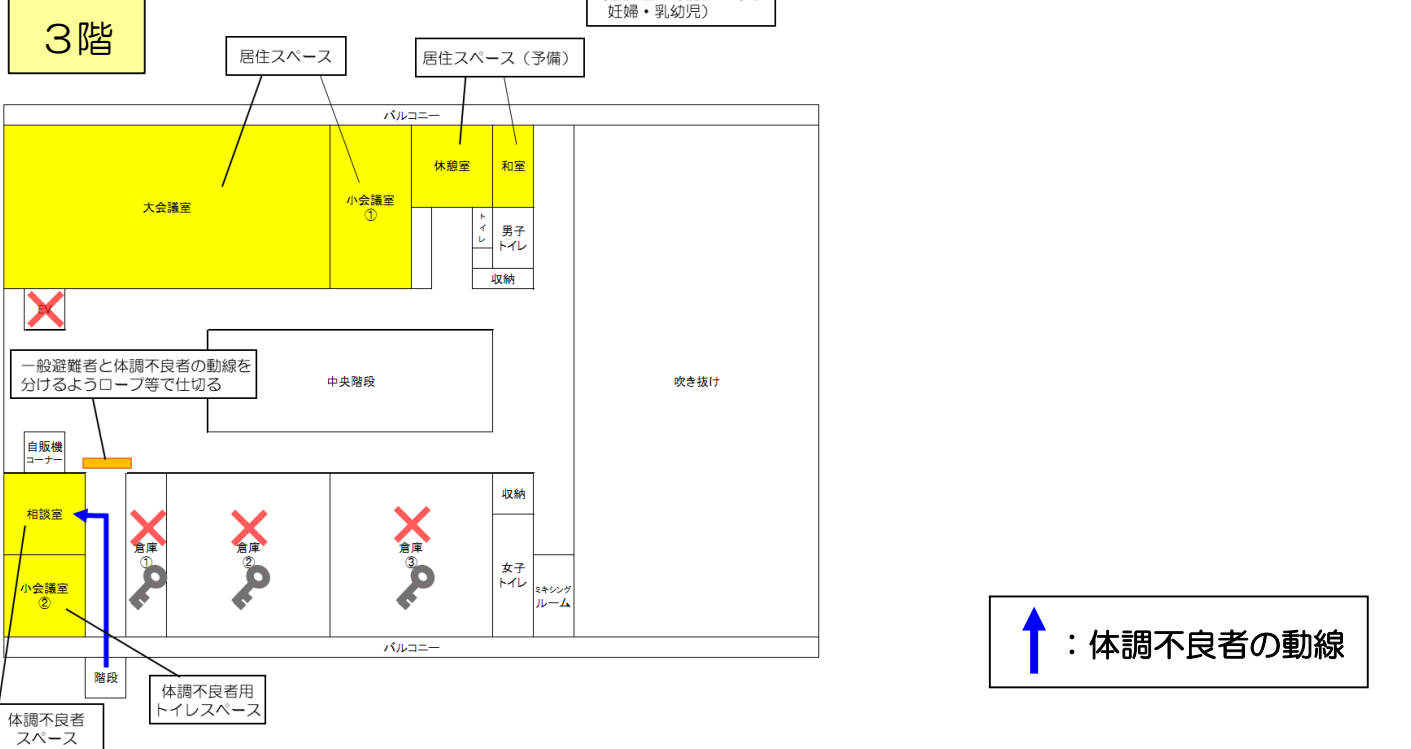 妊婦・乳幼児）
３階
居住スペース
居住スペース（予備）
バルコニー
大会議室
小会議室
①
休憩室
和室
トイレ
男子
トイレ
収納
EV
一般避難者と体調不良者の動線を
分けるようロープ等で仕切る
中央階段
吹き抜け
自販機
コーナー
相談室
小会議室
②
倉庫
①
倉庫
②
倉庫
③
収納
女子
トイレ
ミキシング
ルーム
バルコニー
階段
体調不良者用
トイレスペース
体調不良者
スペース
：体調不良者の動線